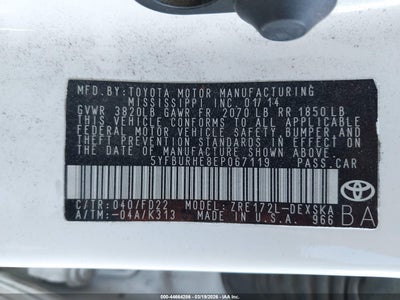 MFD.BY:TOYOTA MOTOR MANUFACTURING
MISSISSIPPI INC. 01/14
GVWR 3820LB GAWR FR 2070 LB RR 1850 LB
THIS VEHICLE CONFORMS TO ALL APPLICABLE
FEDERAL MOTOR VEHICLE SAFETY, BUMPER, AND
THEFT PREVENTION STANDARDS IN EFFECT ON THE
DATE OF MANUFACTURE SHOWN ABOVE.
5YFBURHE8EP067119 PASS.CAR
TOYOTA
C/TR:040/FD22 MODEL: ZRE172L-DEXSKA
A/TM:-04A/K313 MADE IN U.S.A. 966
BA
000-44664286 - 03/19/2026 - IAAI.COM